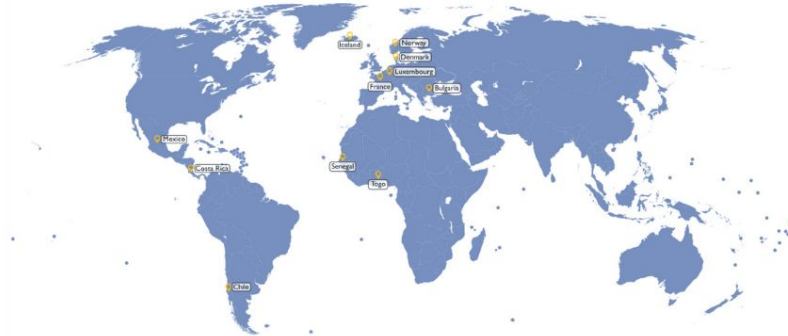 Iceland
Norway
Denmark
Luxembourg
France
Bulgaria
Mexico
Senegal
Costa Rica
Togo
Chile